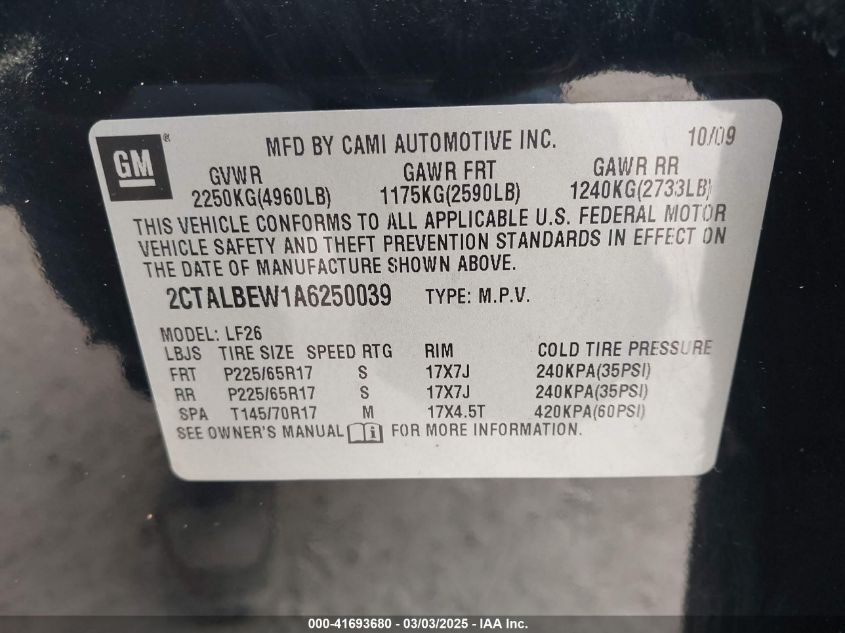 GM®
MFD BY CAMI AUTOMOTIVE INC. 10/09
GVWR GAWR FRT GAWR RR
2250KG(4960LB) 1175KG(2590LB) 1240KG(2733LB)
THIS VEHICLE CONFORMS TO ALL APPLICABLE U.S. FEDERAL MOTOR
VEHICLE SAFETY AND THEFT PREVENTION STANDARDS IN EFFECT ON
THE DATE OF MANUFACTURE SHOWN ABOVE.
2CTALBEW1A6250039 TYPE: M.P.V.
MODEL: LF26
LBJS TIRE SIZE SPEED RTG RIM COLD TIRE PRESSURE
FRT P225/65R17 S 17X7J 240KPA(35PSI)
RR P225/65R17 S 17X7J 240KPA(35PSI)
SPA T145/70R17 M 17X4.5T 420KPA(60PSI)
SEE OWNER'S MANUAL i FOR MORE INFORMATION.
000-41693680 - 03/03/2025 - IAA Inc.